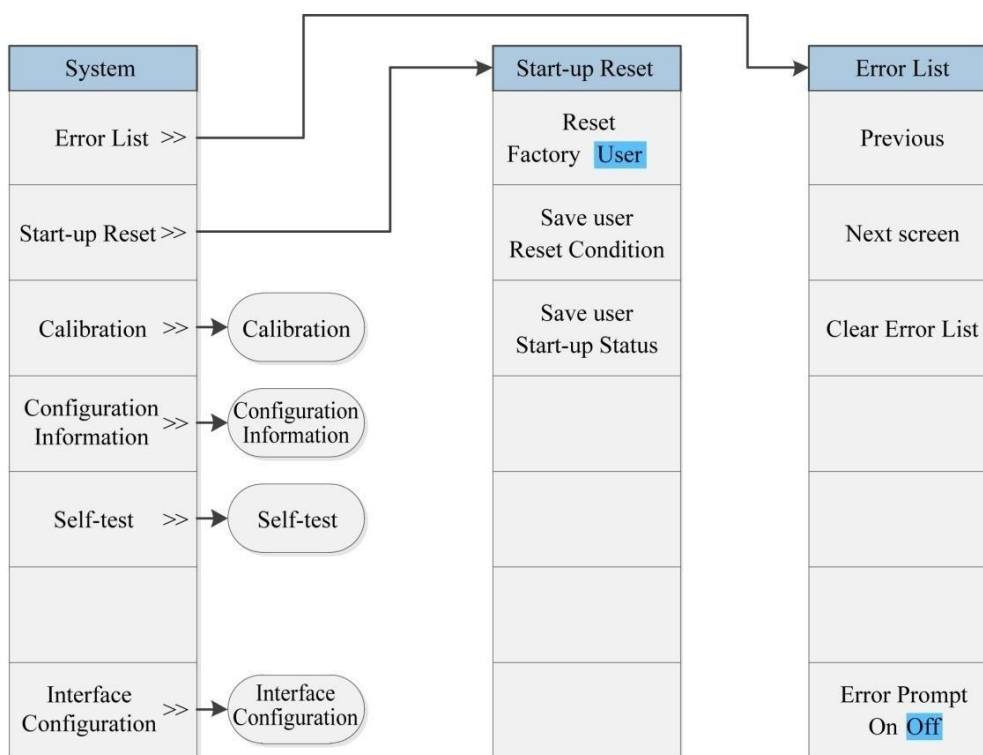 System
Error List >>
Start-up Reset >>
Calibration >>
Configuration
Information >>
Self-test >>
Interface
Configuration >>
Calibration
Configuration
Information
Self-test
Interface
Configuration
Start-up Reset
Reset
Factory User
Save user
Reset Condition
Save user
Start-up Status
Error List
Previous
Next screen
Clear Error List
Error Prompt
On Off